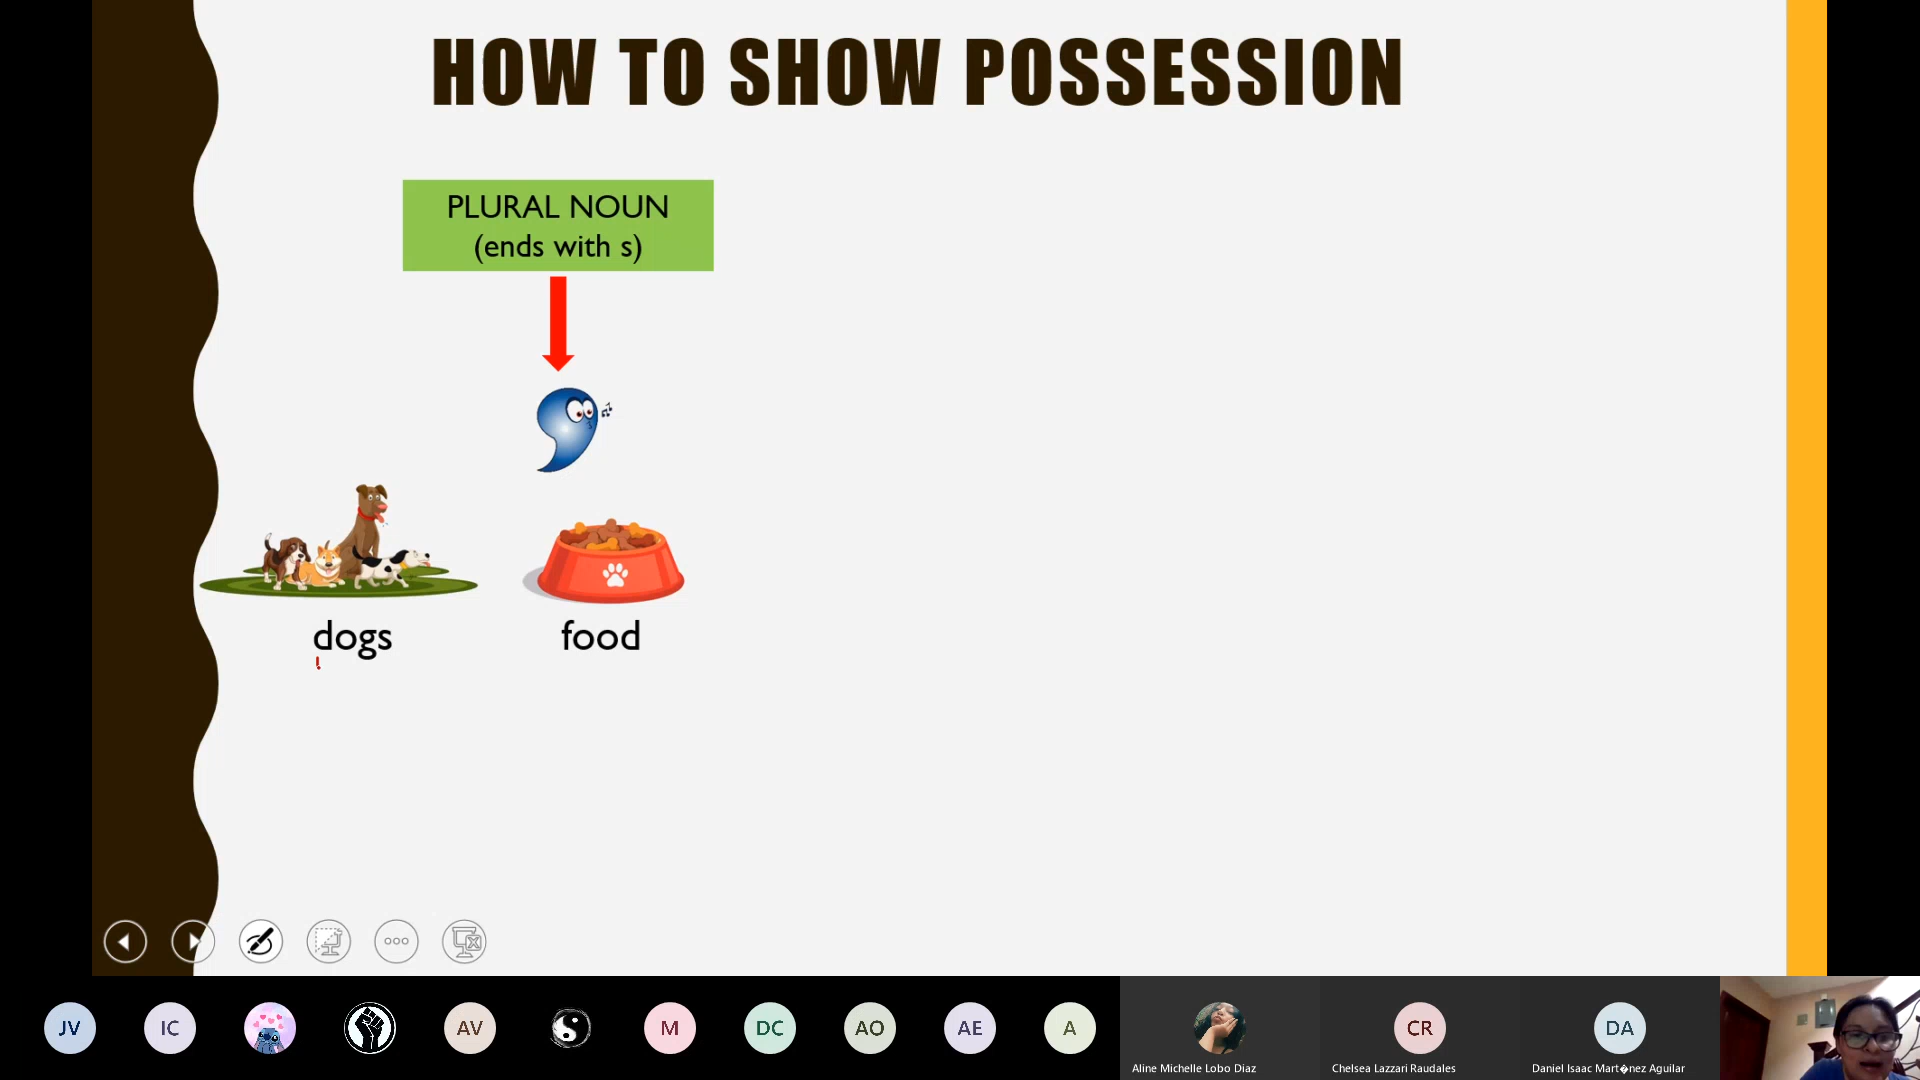 HOW TO SHOW POSSESSION
PLURAL NOUN
(ends with s)
dogs
food
JV
IC
AV
M
DC
AO
AE
A
CR
DA
Aline Michelle Lobo Diaz
Chelsea Lazzari Raudales
Daniel Isaac Mart�nez Aguilar